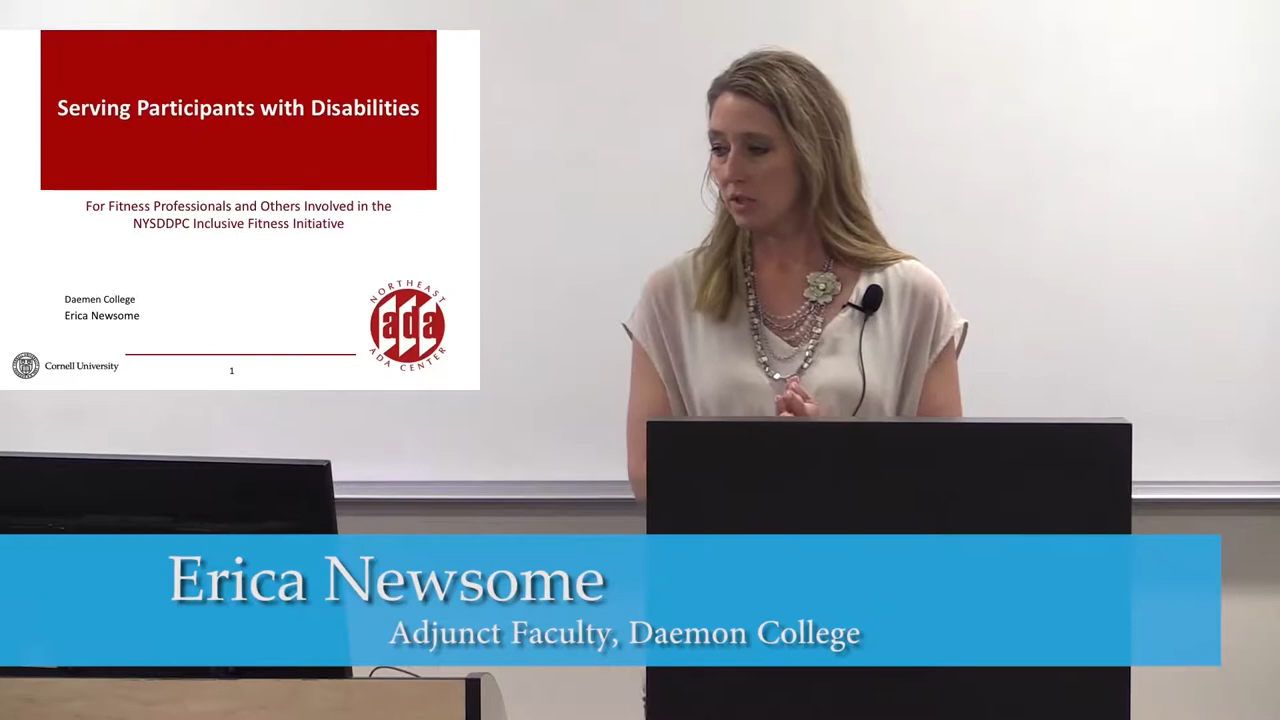 Serving Participants with Disabilities
For Fitness Professionals and Others Involved in the
NYSDDPC Inclusive Fitness Initiative
Daemen College
Erica Newsome
NORTHEAST
ada
ADA CENTER
Cornell University
1
Erica Newsome
Adjunct Faculty, Daemon College